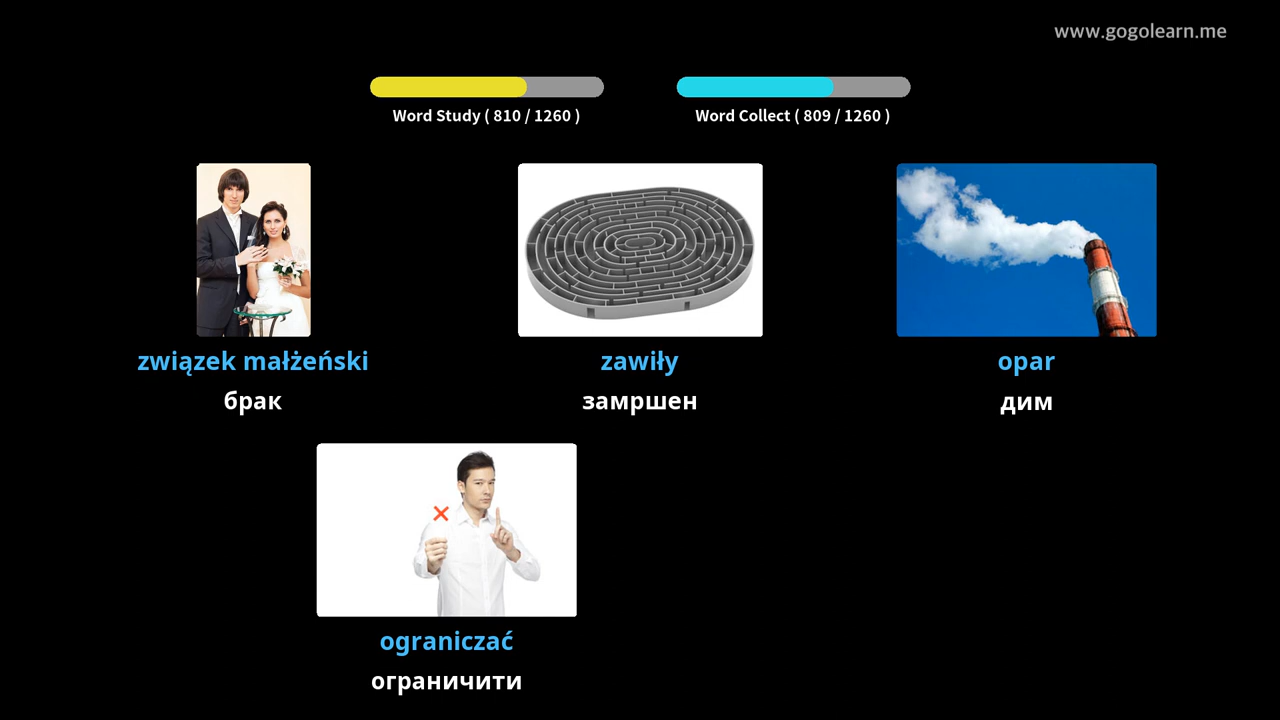 www.gogolearn.me
Word Study ( 810 / 1260 )
Word Collect ( 809 / 1260 )
związek małżeński
брак
zawiły
замршен
opar
дим
ograniczać
ограничити